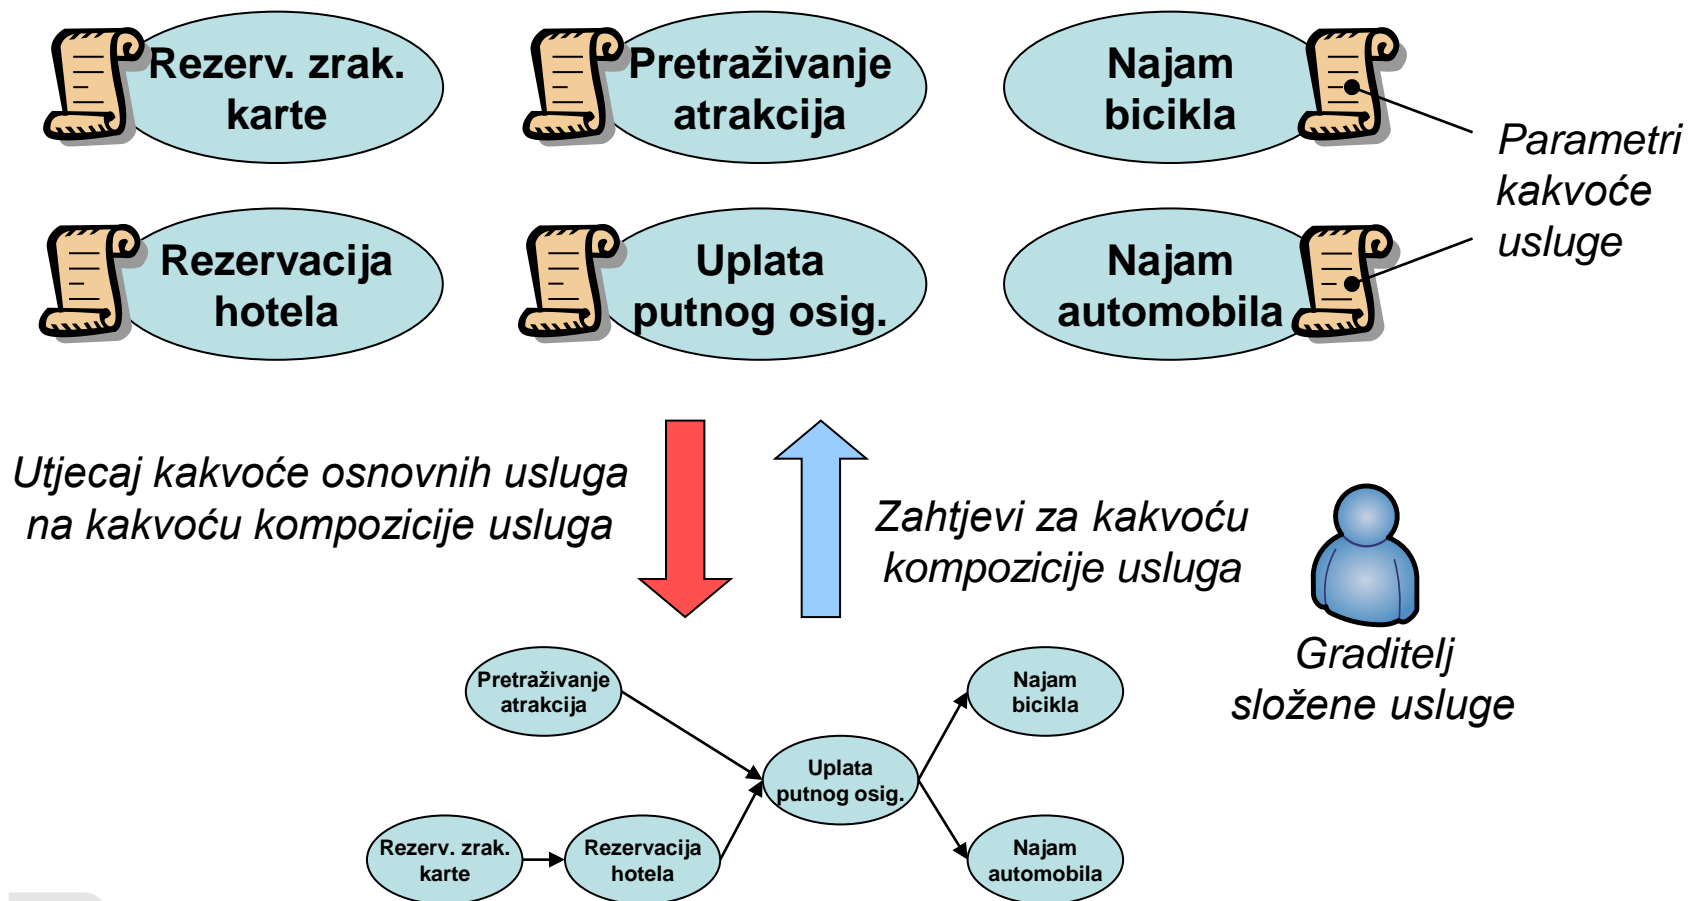 Rezerv. zrak.
karte
Pretraživanje
atrakcija
Najam
bicikla
Parametri
kakvoće
usluge
Rezervacija
hotela
Uplata
putnog osig.
Najam
automobila
Utjecaj kakvoće osnovnih usluga
na kakvoću kompozicije usluga
Zahtjevi za kakvoću
kompozicije usluga
Graditelj
složene usluge
Pretraživanje
atrakcija
Najam
bicikla
Uplata
putnog osig.
Rezerv. zrak.
karte
Rezervacija
hotela
Najam
automobila